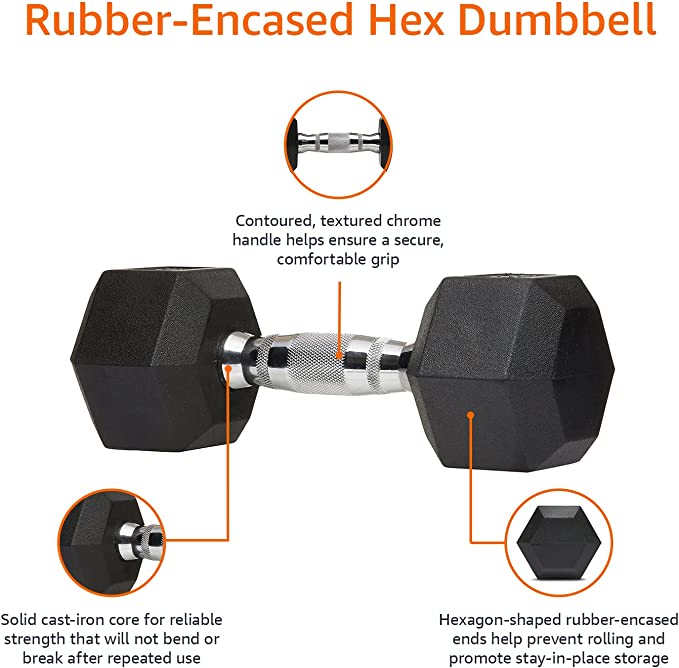 Rubber-Encased Hex Dumbbell
Contoured, textured chrome
handle helps ensure a secure,
comfortable grip
Solid cast-iron core for reliable
strength that will not bend or
break after repeated use
Hexagon-shaped rubber-encased
ends help prevent rolling and
promote stay-in-place storage